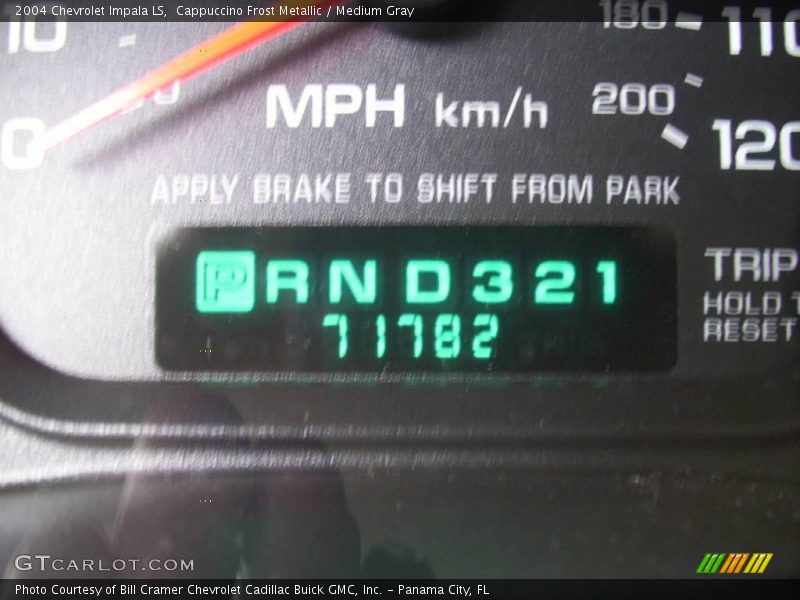 2004 Chevrolet Impala LS, Cappuccino Frost Metallic / Medium Gray
10
180
110
0
MPH km/h
200
120
APPLY BRAKE TO SHIFT FROM PARK
P R N D 3 2 1
TRIP
HOLD T
RESET
71782
GTCARLOT.COM
Photo Courtesy of Bill Cramer Chevrolet Cadillac Buick GMC, Inc. - Panama City, FL